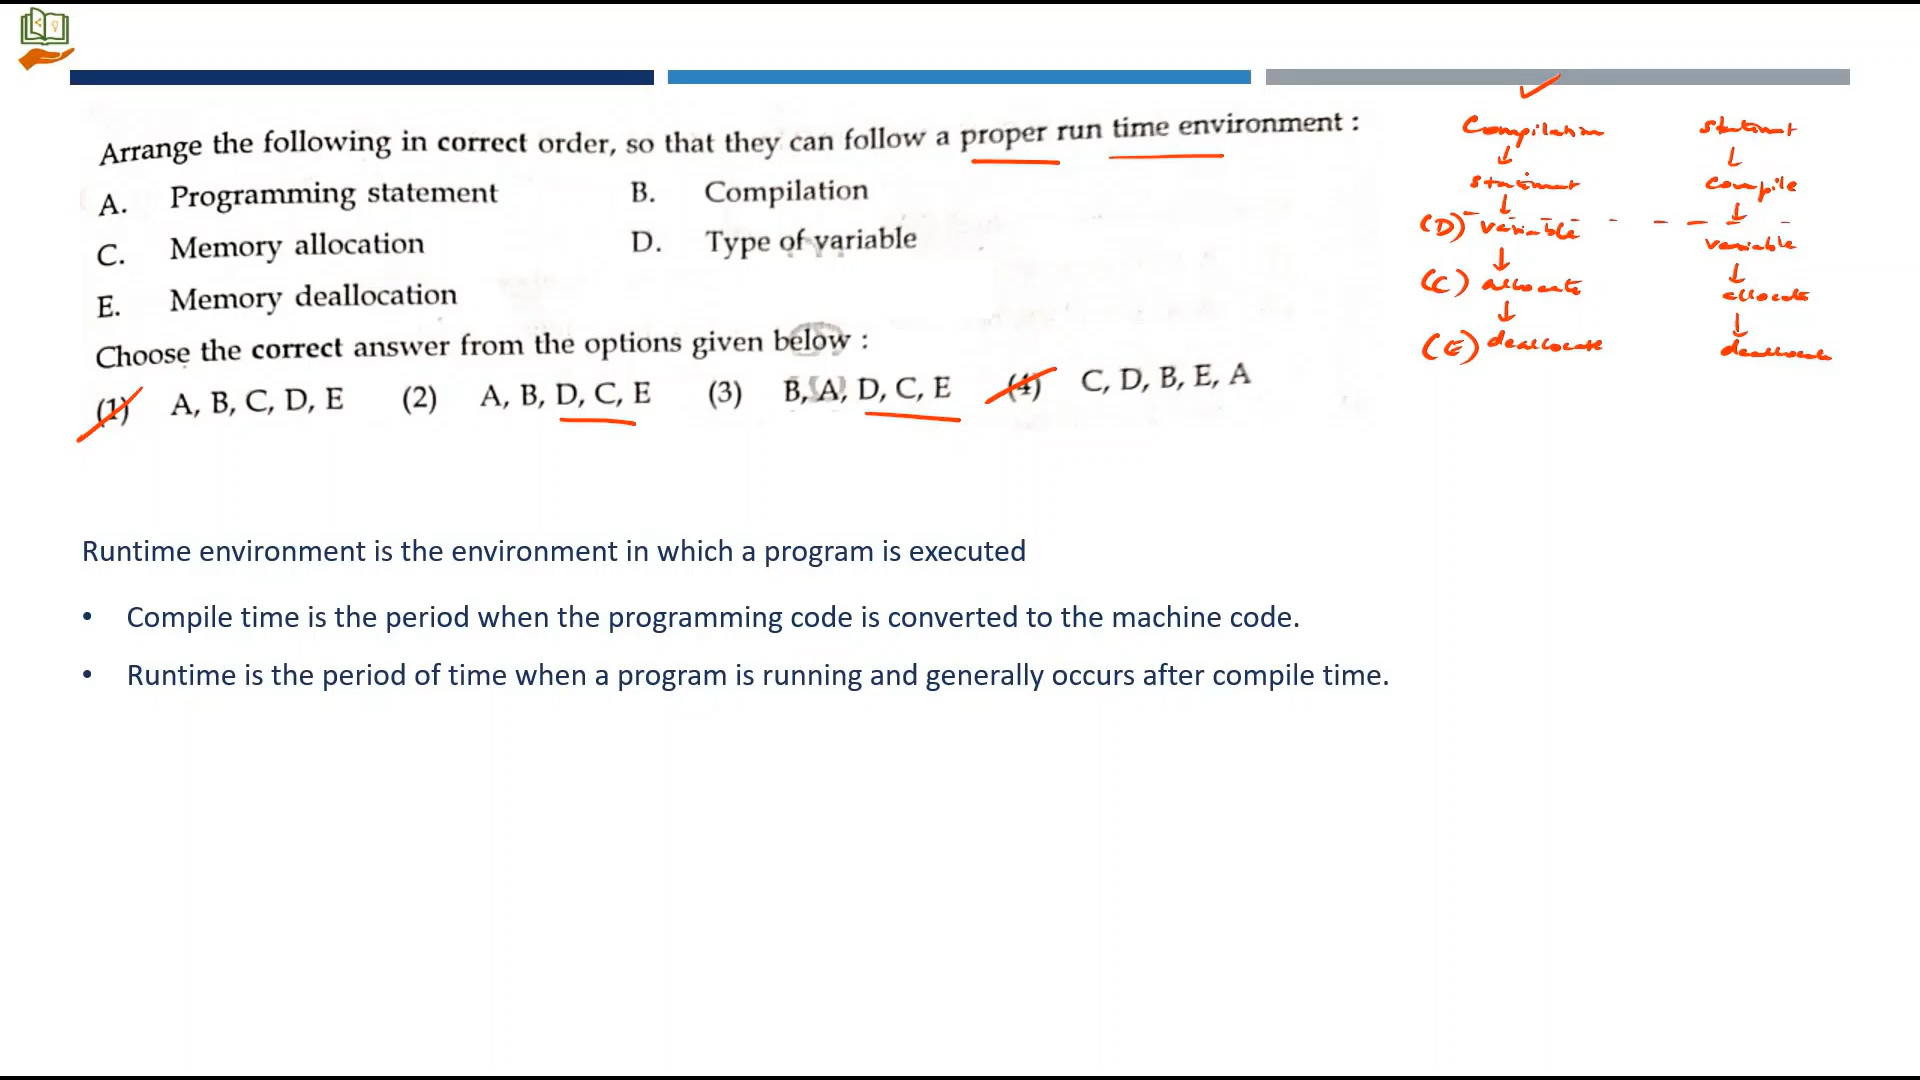 Arrange the following in correct order, so that they can follow a proper run time environment :
A. Programming statement B. Compilation
C. Memory allocation D. Type of variable
E. Memory deallocation
Choose the correct answer from the options given below :
(1) A, B, C, D, E (2) A, B, D, C, E (3) B, A, D, C, E (4) C, D, B, E, A
Compilation
↓
statement
↓
(D) variable
↓
(C) allocate
↓
(E) deallocate
statement
↓
compile
↓
variable
↓
allocate
↓
deallocate
Runtime environment is the environment in which a program is executed
• Compile time is the period when the programming code is converted to the machine code.
• Runtime is the period of time when a program is running and generally occurs after compile time.